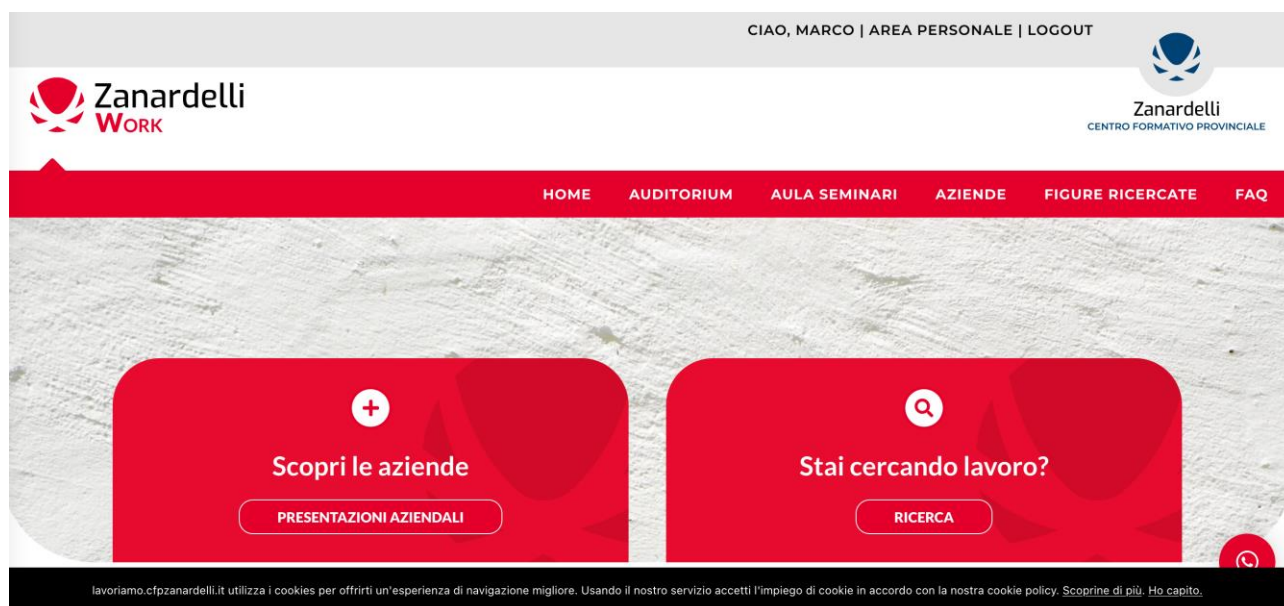 CIAO, MARCO | AREA PERSONALE | LOGOUT
Zanardelli
WORK
Zanardelli
CENTRO FORMATIVO PROVINCIALE
HOME AUDITORIUM AULA SEMINARI AZIENDE FIGURE RICERCATE FAQ
Scopri le aziende
PRESENTAZIONI AZIENDALI
Stai cercando lavoro?
RICERCA
lavoriamo.cfpzanardelli.it utilizza i cookies per offrirti un'esperienza di navigazione migliore. Usando il nostro servizio accetti l'impiego di cookie in accordo con la nostra cookie policy. Scoprine di più. Ho capito.